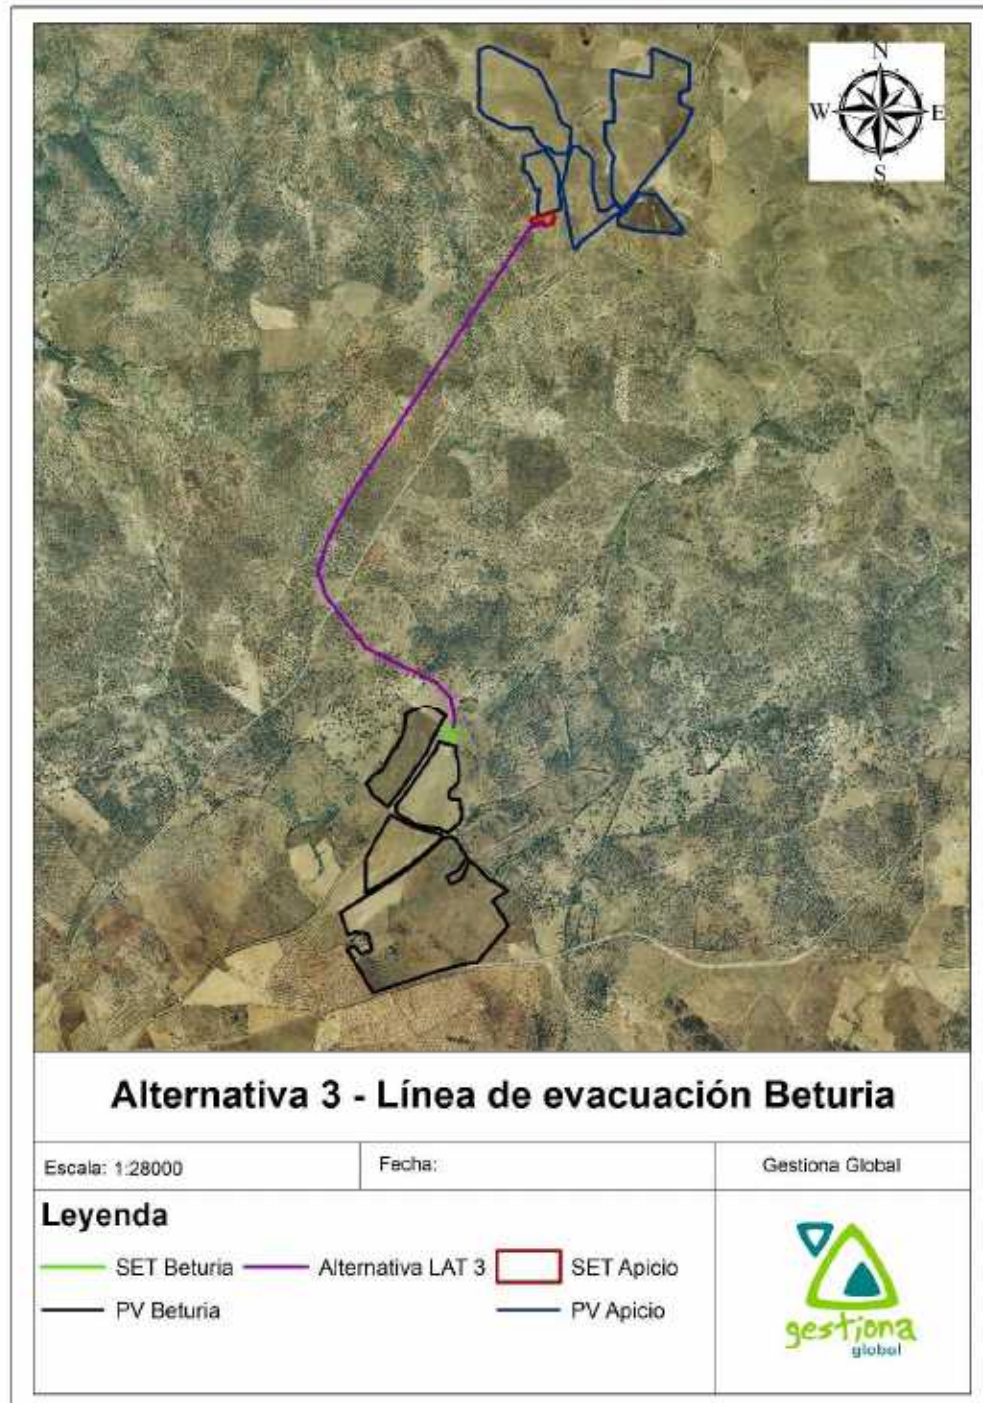 N
W E
S
Alternativa 3 - Línea de evacuación Beturia
Escala: 1:28000 Fecha: Gestiona Global
Leyenda
SET Beturia Alternativa LAT 3 SET Apicio
PV Beturia PV Apicio
gestiona
global